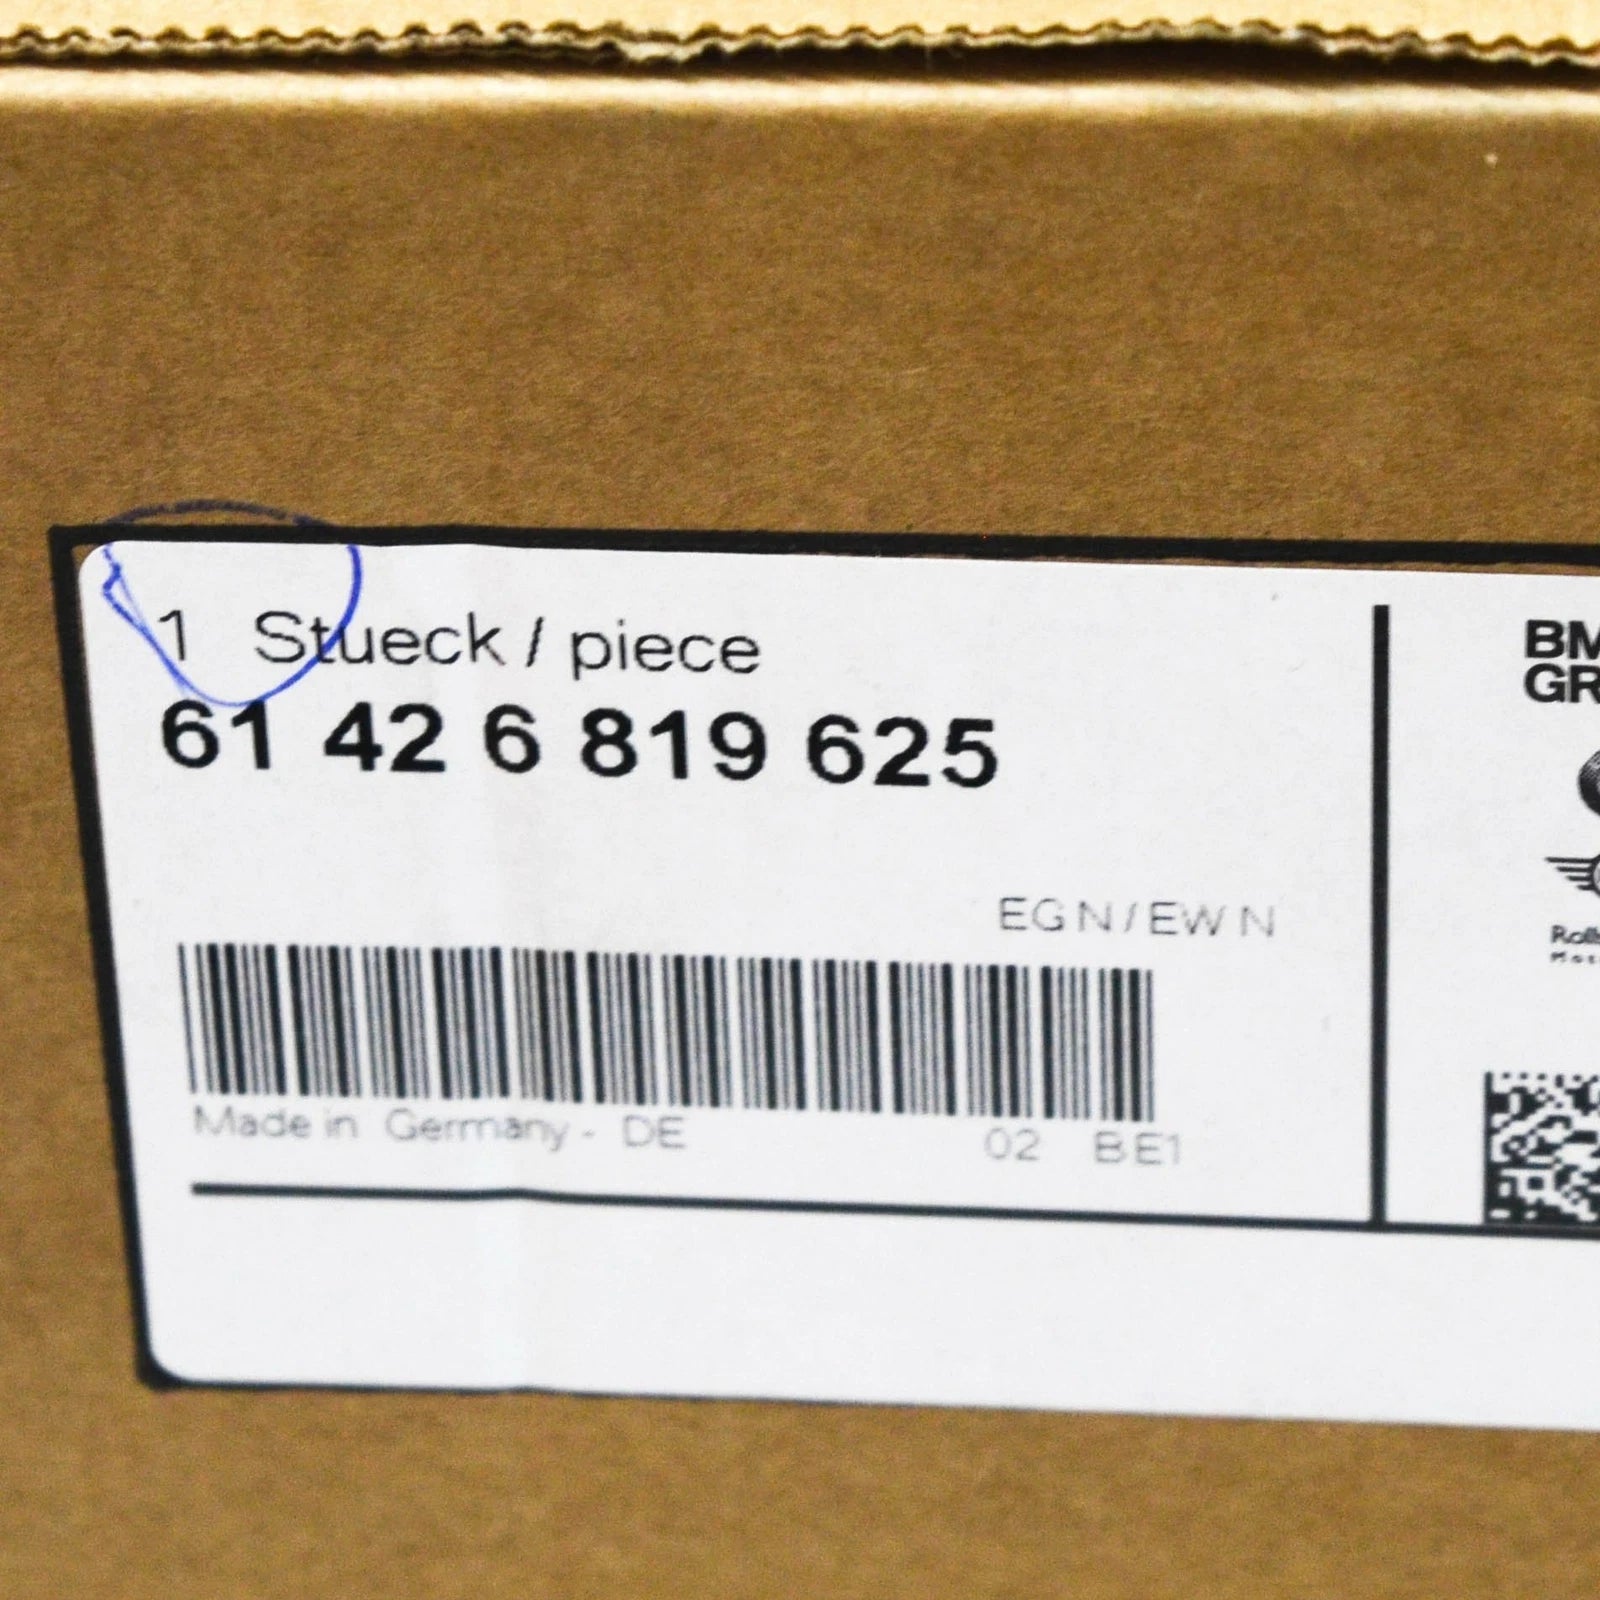 1 Stueck / piece
61 42 6 819 625
EGN/EWN
Made in Germany - DE 02 BE1
BM
GR